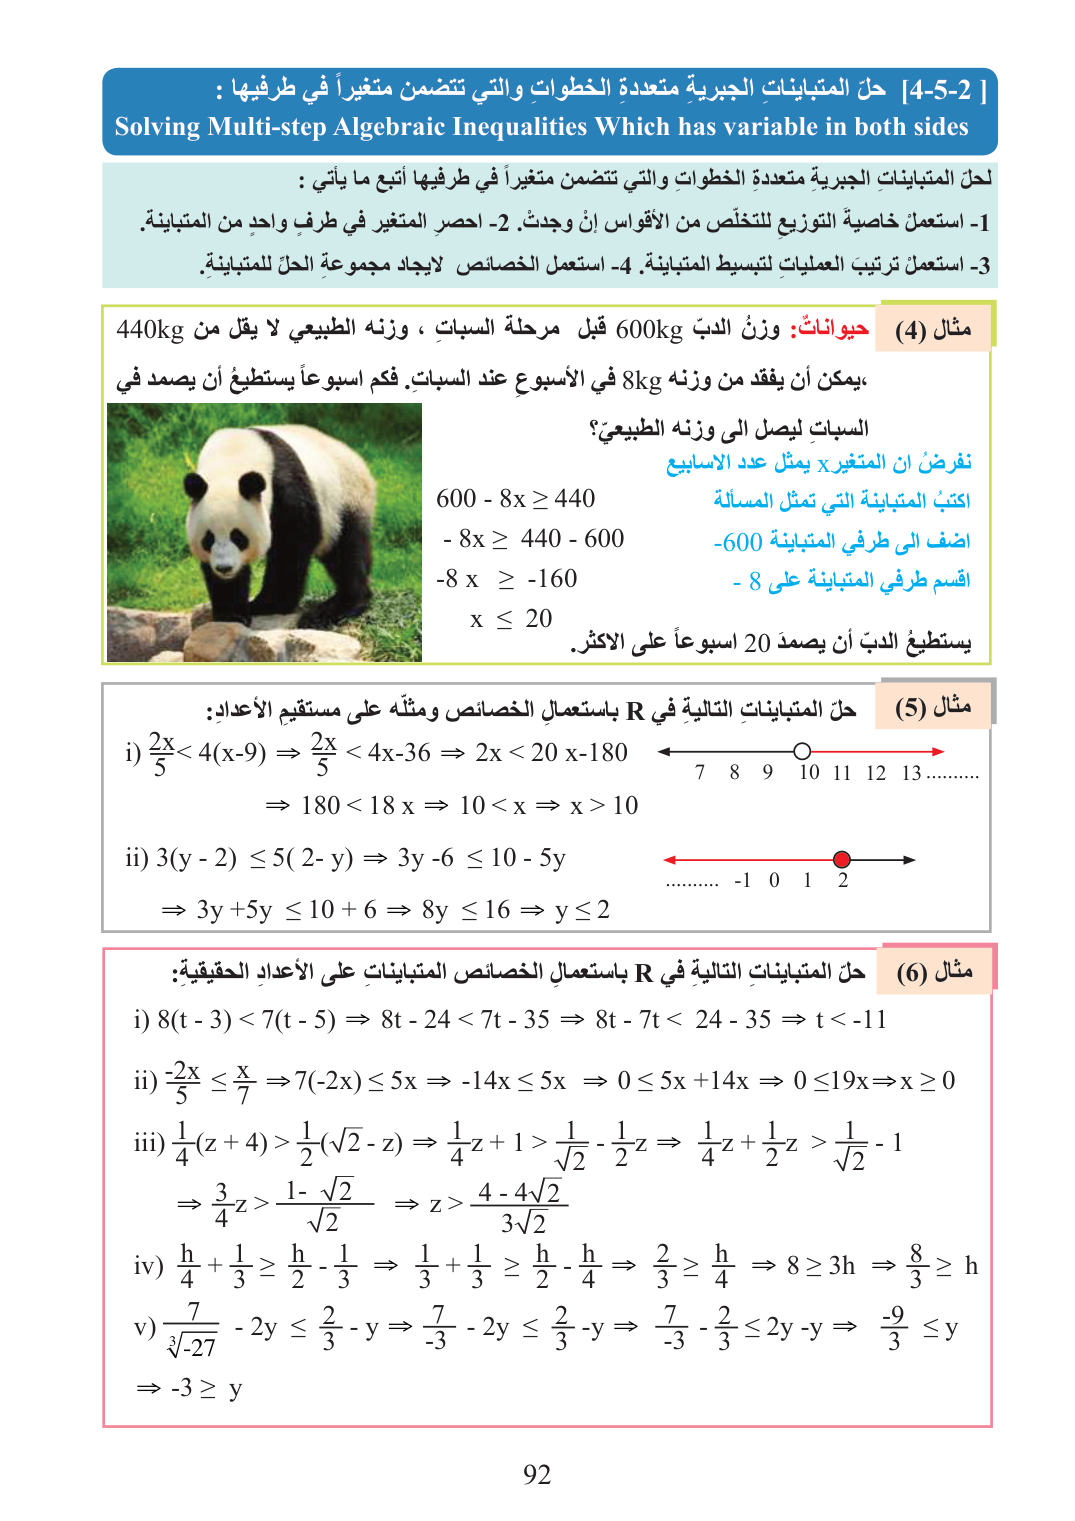 [4-5-2 ] حلّ المتبايناتِ الجبريةِ متعددةِ الخطواتِ والتي تتضمن متغيراً في طرفيها :
Solving Multi-step Algebraic Inequalities Which has variable in both sides
لحلّ المتبايناتِ الجبريةِ متعددةِ الخطواتِ والتي تتضمن متغيراً في طرفيها أتبع ما يأتي :
1- استعملْ خاصيةَ التوزيعِ للتخلّص من الأقواس إنْ وجدتْ. 2- احصرِ المتغير في طرفٍ واحدٍ من المتباينة.
3- استعملْ ترتيبَ العملياتِ لتبسيط المتباينة. 4- استعمل الخصائص لايجاد مجموعةِ الحلِّ للمتباينةِ.
مثال (4) حيواناتٌ: وزنُ الدبّ 600kg قبل مرحلة السباتِ ، وزنه الطبيعي لا يقل من 440kg
،يمكن أن يفقد من وزنه 8kg في الأسبوعِ عند السباتِ. فكم اسبوعاً يستطيعُ أن يصمد في
السباتِ ليصل الى وزنه الطبيعيّ؟
نفرضُ ان المتغيرx يمثل عدد الاسابيع
اكتبُ المتباينة التي تمثل المسألة 600 - 8x ≥ 440
اضف الى طرفي المتباينة 600- - 8x ≥ 440 - 600
اقسم طرفي المتباينة على 8 - -8 x ≥ -160
x ≤ 20
يستطيعُ الدبّ أن يصمدَ 20 اسبوعاً على الاكثر.
مثال (5) حلّ المتبايناتِ التاليةِ في R باستعمالِ الخصائص ومثلّه على مستقيمِ الأعدادِ:
i) 2x/5 < 4(x-9) ⇒ 2x/5 < 4x-36 ⇒ 2x < 20 x-180
7 8 9 10 11 12 13 ..........
⇒ 180 < 18 x ⇒ 10 < x ⇒ x > 10
ii) 3(y - 2) ≤ 5( 2- y) ⇒ 3y -6 ≤ 10 - 5y
.......... -1 0 1 2
⇒ 3y +5y ≤ 10 + 6 ⇒ 8y ≤ 16 ⇒ y ≤ 2
مثال (6) حلّ المتبايناتِ التاليةِ في R باستعمالِ الخصائص المتبايناتِ على الأعدادِ الحقيقيةِ:
i) 8(t - 3) < 7(t - 5) ⇒ 8t - 24 < 7t - 35 ⇒ 8t - 7t < 24 - 35 ⇒ t < -11
ii) -2x/5 ≤ x/7 ⇒7(-2x) ≤ 5x ⇒ -14x ≤ 5x ⇒ 0 ≤ 5x +14x ⇒ 0 ≤19x⇒x ≥ 0
iii) 1/4(z + 4) > 1/2(√2 - z) ⇒ 1/4 z + 1 > 1/√2 - 1/2 z ⇒ 1/4 z + 1/2 z > 1/√2 - 1
⇒ 3/4 z > (1- √2)/√2 ⇒ z > (4 - 4√2)/(3√2)
iv) h/4 + 1/3 ≥ h/2 - 1/3 ⇒ 1/3 + 1/3 ≥ h/2 - h/4 ⇒ 2/3 ≥ h/4 ⇒ 8 ≥ 3h ⇒ 8/3 ≥ h
v) 7/∛-27 - 2y ≤ 2/3 - y ⇒ 7/-3 - 2y ≤ 2/3 -y ⇒ 7/-3 - 2/3 ≤ 2y -y ⇒ -9/3 ≤ y
⇒ -3 ≥ y
92